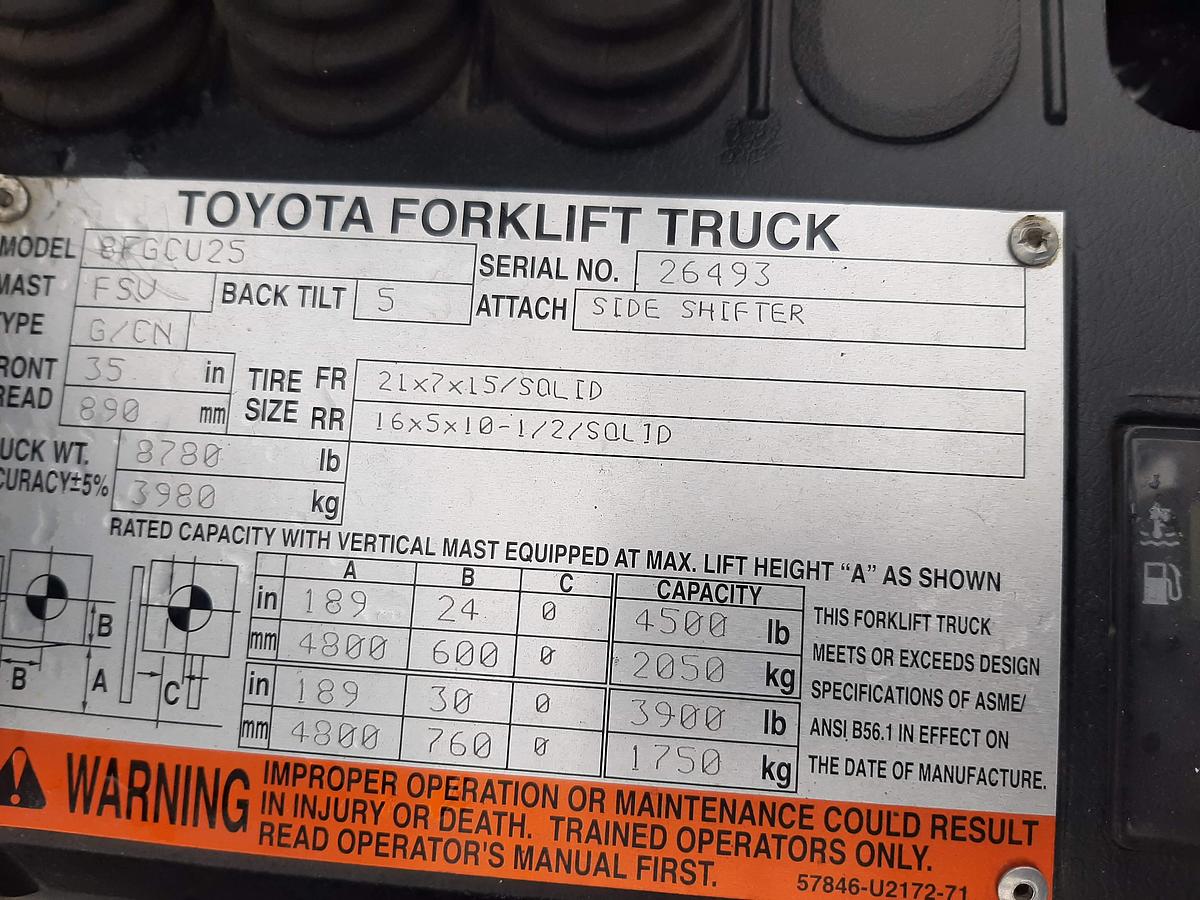 TOYOTA FORKLIFT TRUCK
MODEL 8FGCU25 SERIAL NO. 26493
MAST FSV BACK TILT 5 ATTACH SIDE SHIFTER
TYPE G/CN
RONT 35 in TIRE FR 21x7x15/SOLID
READ 890 mm SIZE RR 16x5x10-1/2/SOLID
UCK WT. 8780 lb
CURACY±5% 3980 kg
RATED CAPACITY WITH VERTICAL MAST EQUIPPED AT MAX. LIFT HEIGHT “A” AS SHOWN
A B C CAPACITY
in 189 24 0 4500 lb
mm 4800 600 0 2050 kg
in 189 30 0 3900 lb
mm 4800 760 0 1750 kg
B
B A C
THIS FORKLIFT TRUCK
MEETS OR EXCEEDS DESIGN
SPECIFICATIONS OF ASME/
ANSI B56.1 IN EFFECT ON
THE DATE OF MANUFACTURE.
WARNING
IMPROPER OPERATION OR MAINTENANCE COULD RESULT
IN INJURY OR DEATH. TRAINED OPERATORS ONLY.
READ OPERATOR'S MANUAL FIRST.
57846-U2172-71